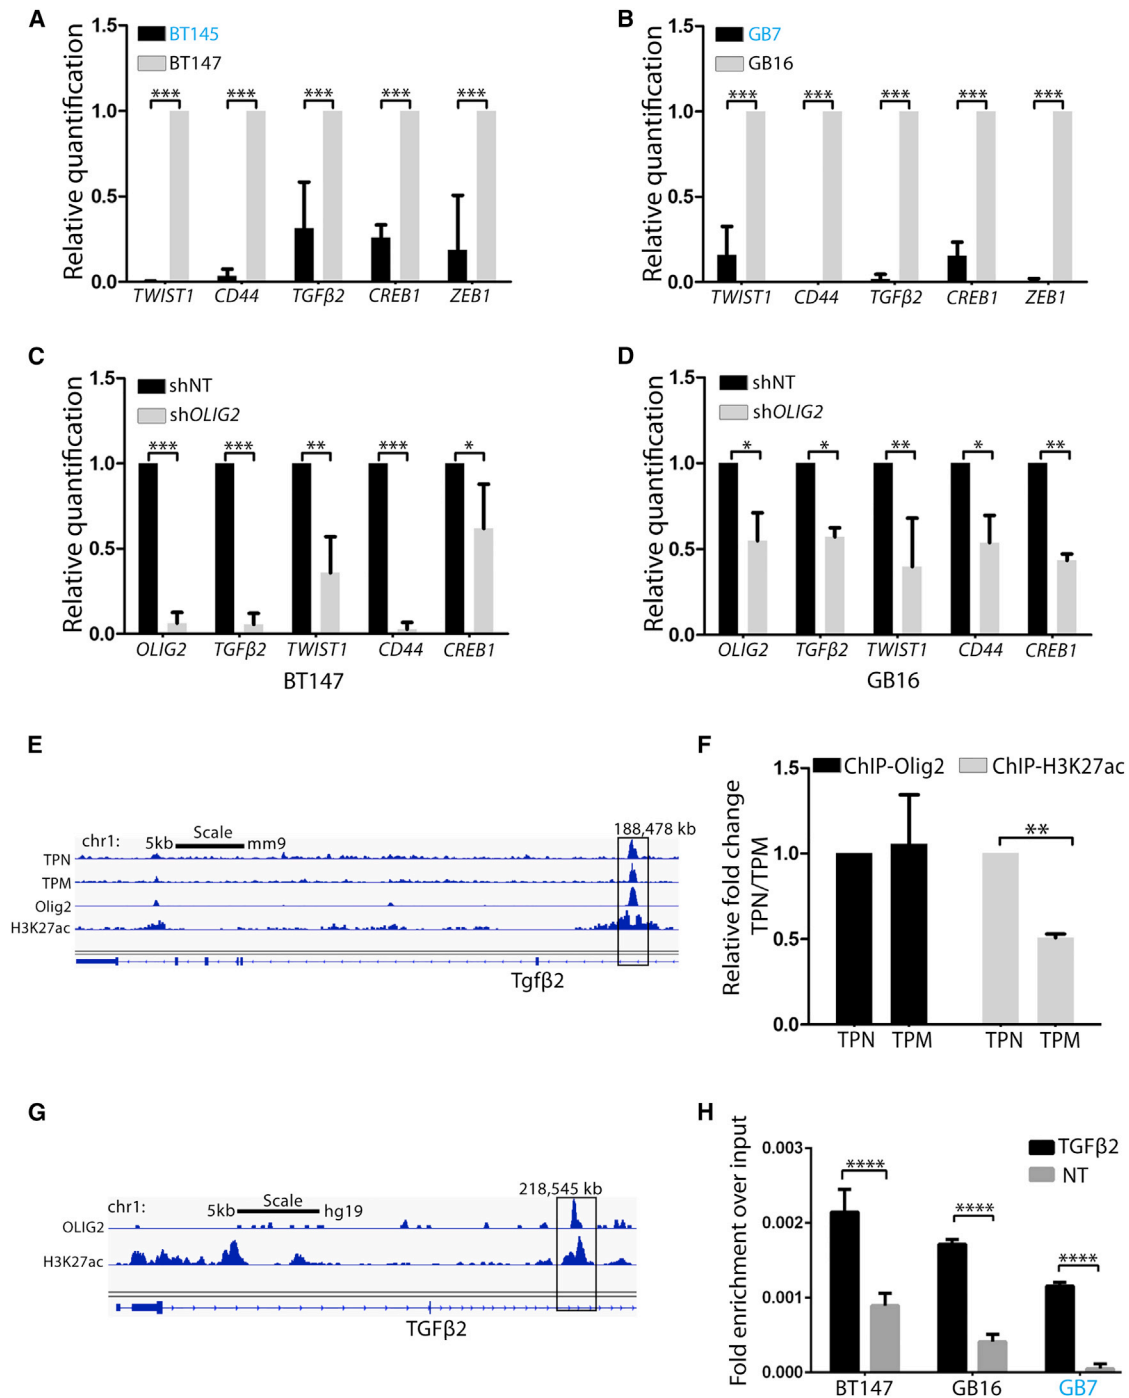 A
Relative quantification
1.5
1.0
0.5
0.0
BT145
BT147
*** *** *** *** ***
TWIST1 CD44 TGFβ2 CREB1 ZEB1
B
Relative quantification
1.5
1.0
0.5
0.0
GB7
GB16
*** *** *** *** ***
TWIST1 CD44 TGFβ2 CREB1 ZEB1
C
Relative quantification
1.5
1.0
0.5
0.0
shNT
shOLIG2
*** *** ** *** *
OLIG2 TGFβ2 TWIST1 CD44 CREB1
BT147
D
Relative quantification
1.5
1.0
0.5
0.0
shNT
shOLIG2
* * ** * **
OLIG2 TGFβ2 TWIST1 CD44 CREB1
GB16
E
chr1:
Scale
5kb
mm9
188,478 kb
TPN
TPM
Olig2
H3K27ac
Tgfβ2
F
Relative fold change
TPN/TPM
1.5
1.0
0.5
0.0
ChIP-Olig2
ChIP-H3K27ac
**
TPN TPM TPN TPM
G
chr1:
Scale
5kb
hg19
218,545 kb
OLIG2
H3K27ac
TGFβ2
H
Fold enrichment over input
0.003
0.002
0.001
0.000
TGFβ2
NT
**** **** ****
BT147 GB16 GB7